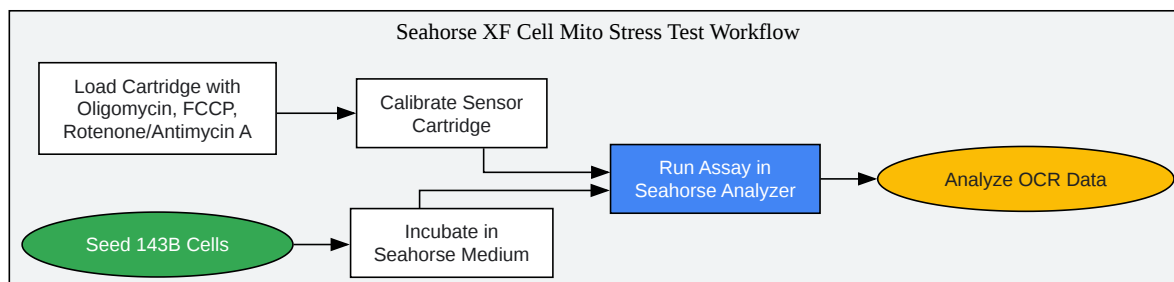 Seahorse XF Cell Mito Stress Test Workflow
Load Cartridge with
Oligomycin, FCCP,
Rotenone/Antimycin A
Calibrate Sensor
Cartridge
Run Assay in
Seahorse Analyzer
Analyze OCR Data
Seed 143B Cells
Incubate in
Seahorse Medium